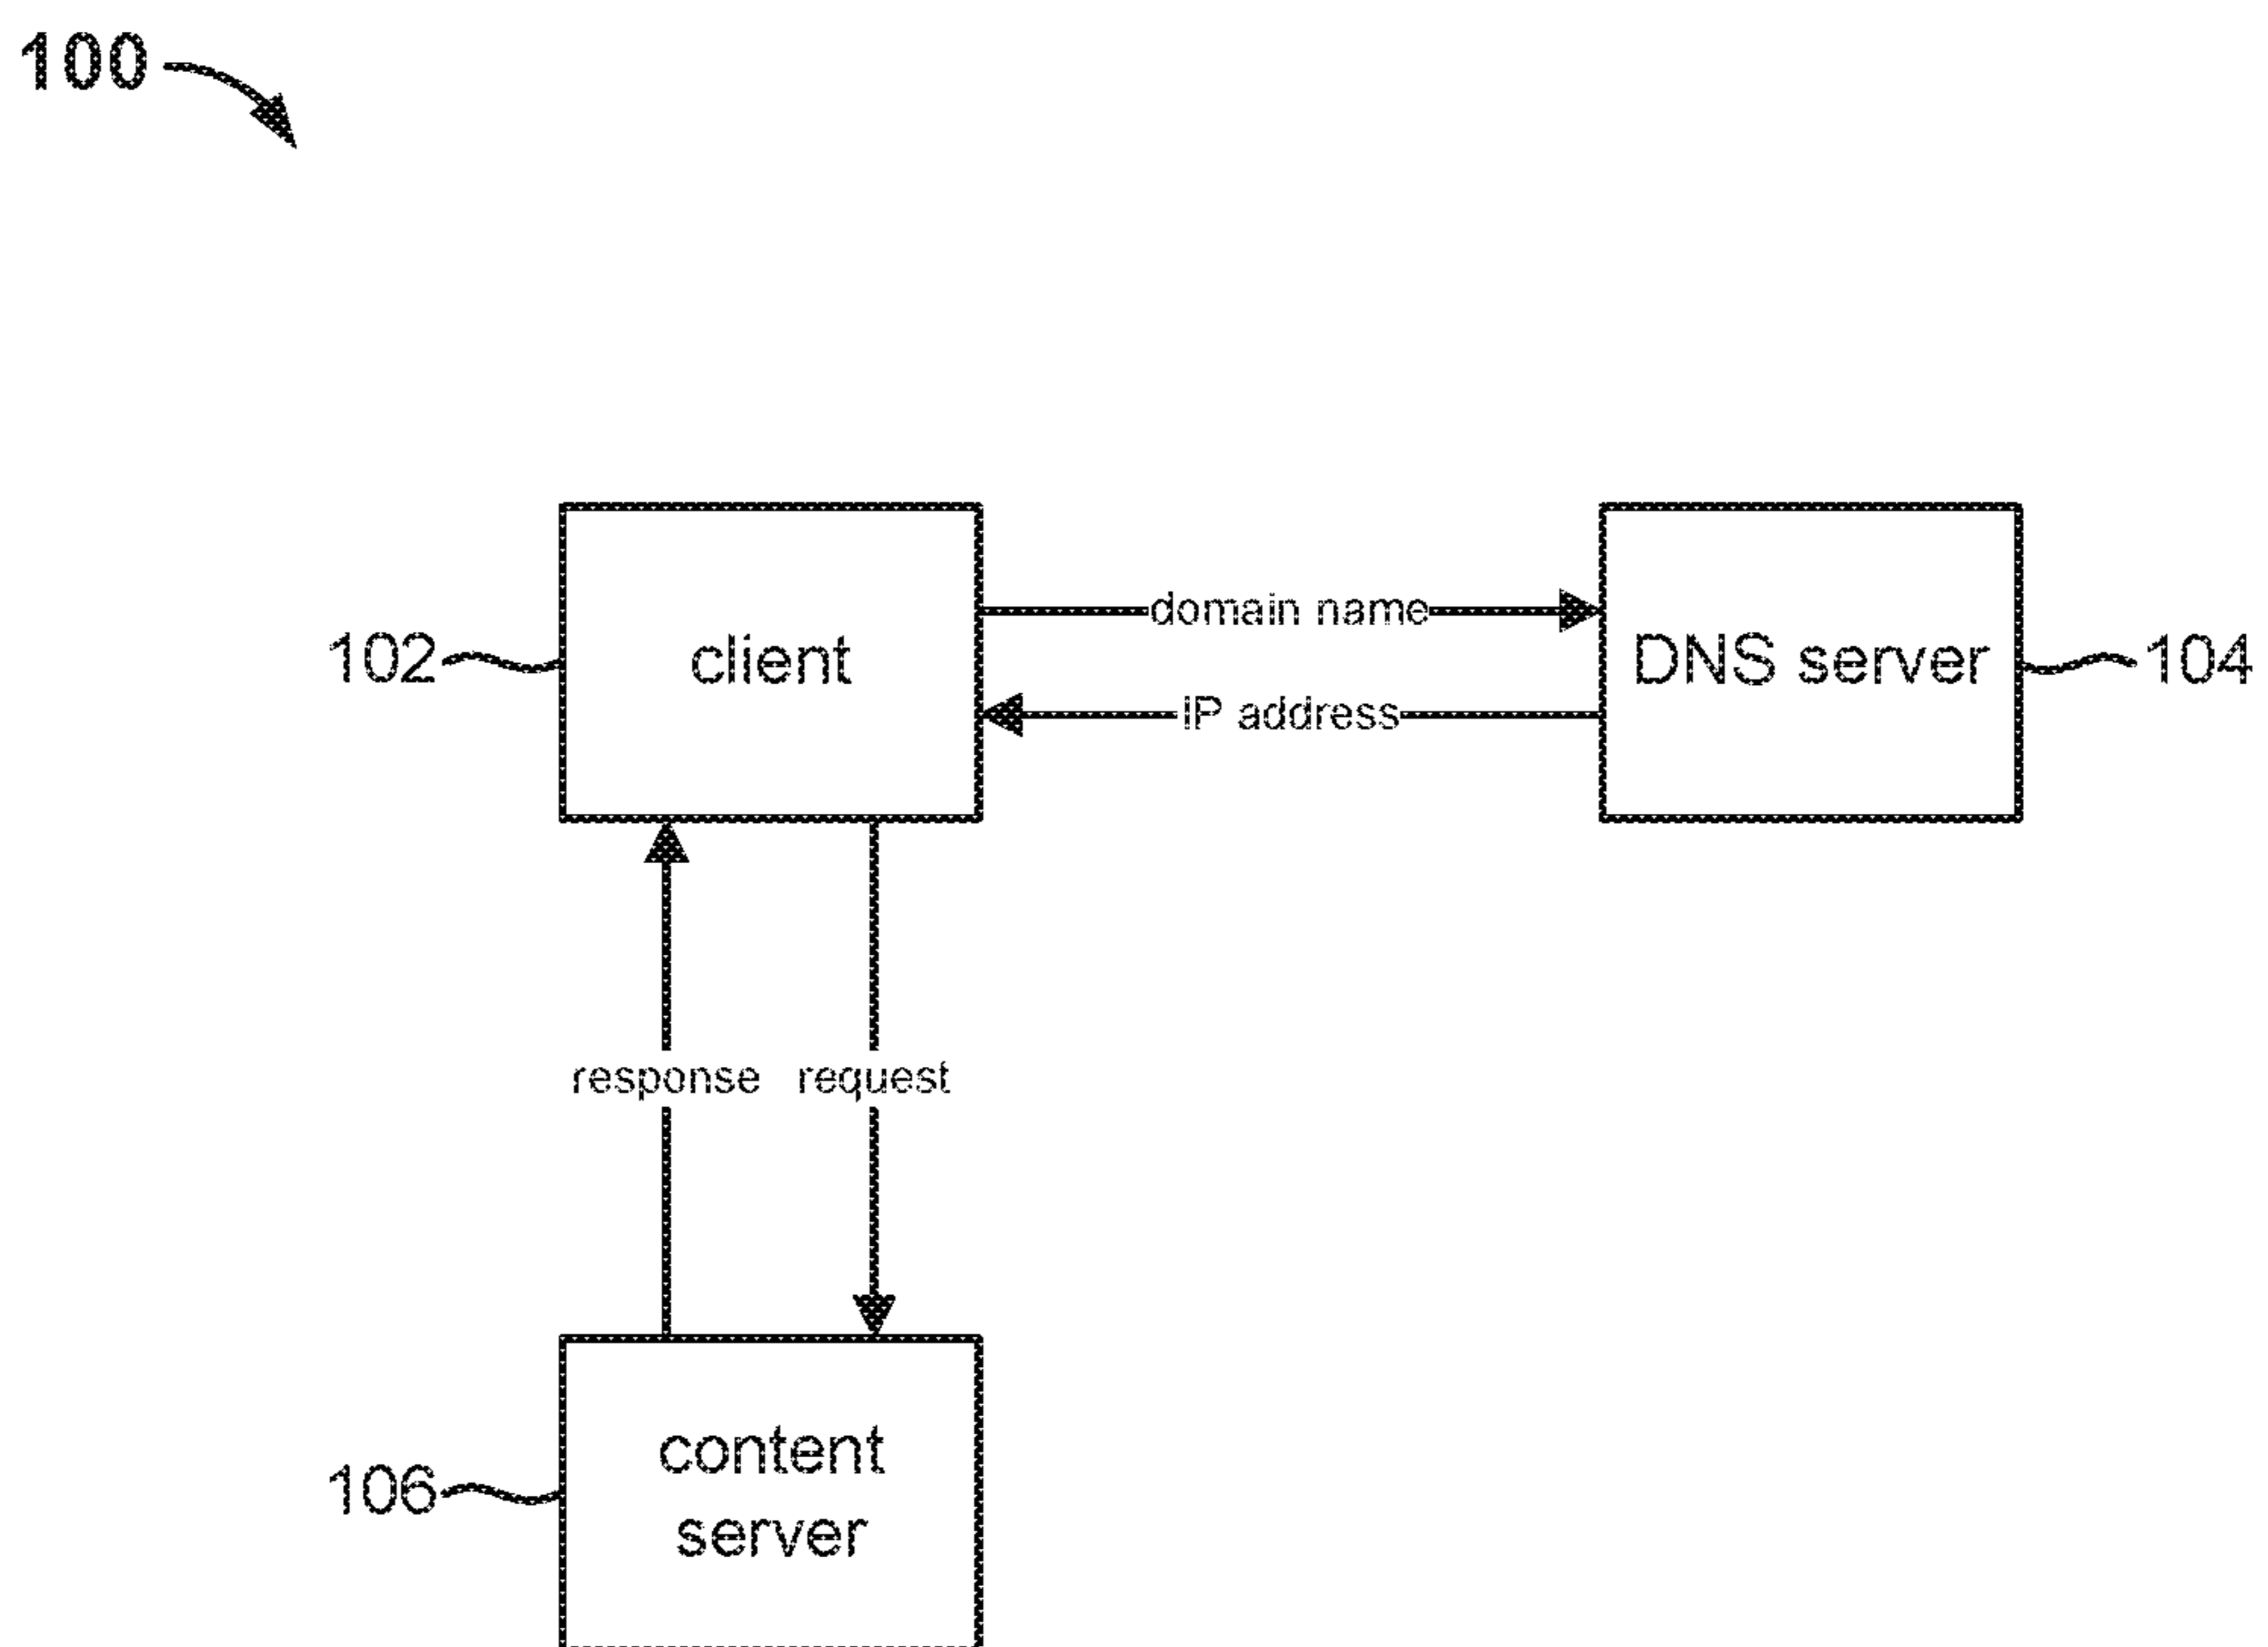 100
domain name
102 client DNS server 104
IP address
response request
content
106
server